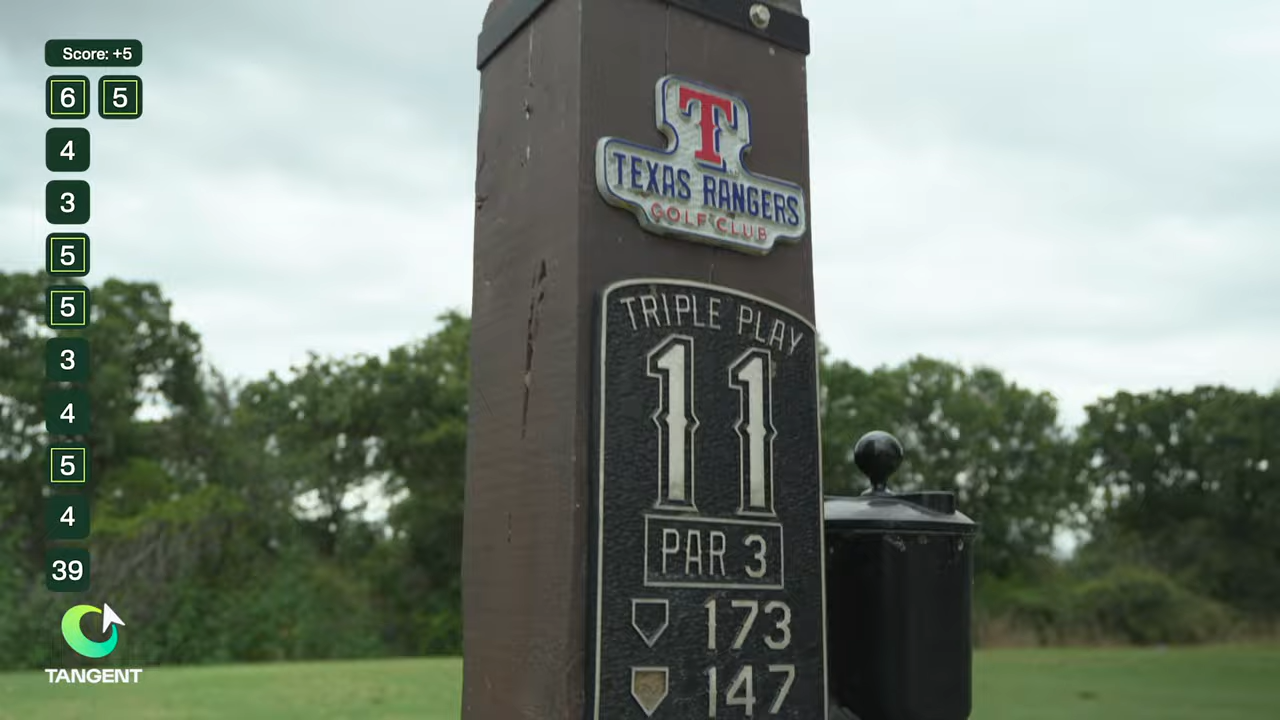 Score: +5
6 5
4
3
5
5
3
4
5
4
39
TANGENT
T
TEXAS RANGERS
GOLF CLUB
TRIPLE PLAY
11
PAR 3
173
147